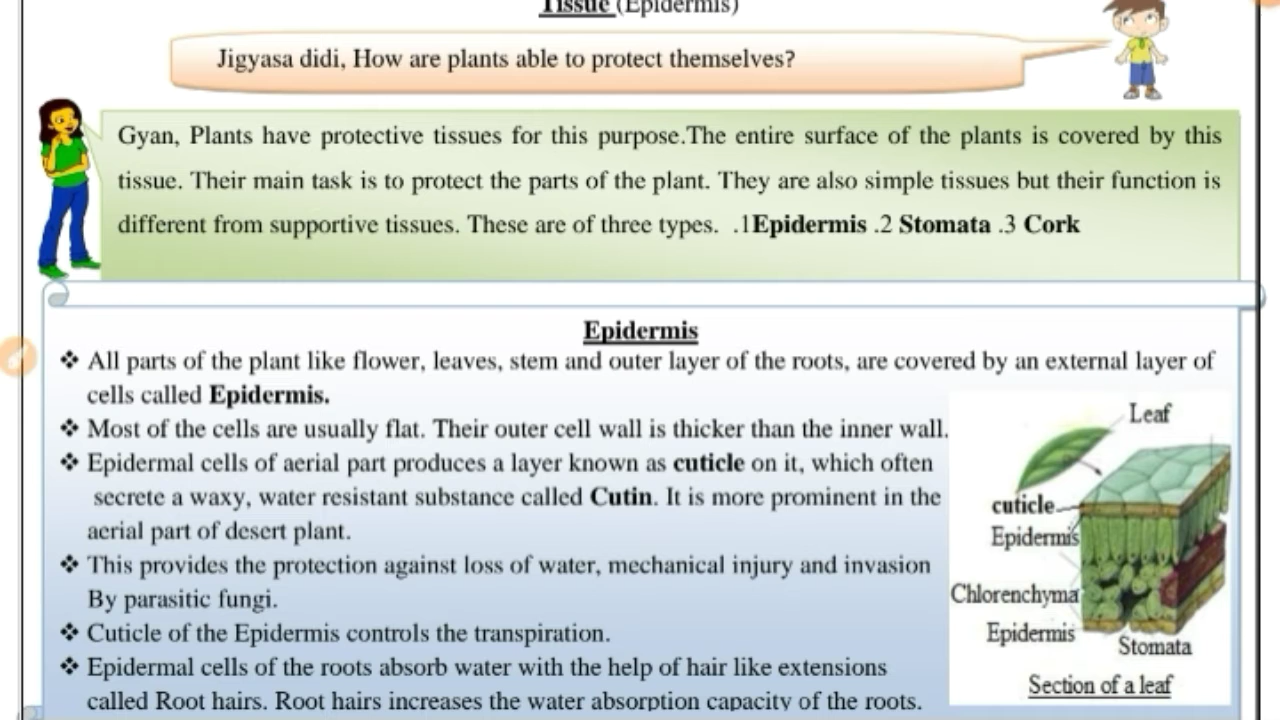 Tissue (Epidermis)
Jigyasa didi, How are plants able to protect themselves?
Gyan, Plants have protective tissues for this purpose.The entire surface of the plants is covered by this
tissue. Their main task is to protect the parts of the plant. They are also simple tissues but their function is
different from supportive tissues. These are of three types. .1Epidermis .2 Stomata .3 Cork
Epidermis
❖ All parts of the plant like flower, leaves, stem and outer layer of the roots, are covered by an external layer of
cells called Epidermis.
❖ Most of the cells are usually flat. Their outer cell wall is thicker than the inner wall.
❖ Epidermal cells of aerial part produces a layer known as cuticle on it, which often
secrete a waxy, water resistant substance called Cutin. It is more prominent in the
aerial part of desert plant.
❖ This provides the protection against loss of water, mechanical injury and invasion
By parasitic fungi.
❖ Cuticle of the Epidermis controls the transpiration.
❖ Epidermal cells of the roots absorb water with the help of hair like extensions
called Root hairs. Root hairs increases the water absorption capacity of the roots.
Leaf
cuticle
Epidermis
Chlorenchyma
Epidermis
Stomata
Section of a leaf